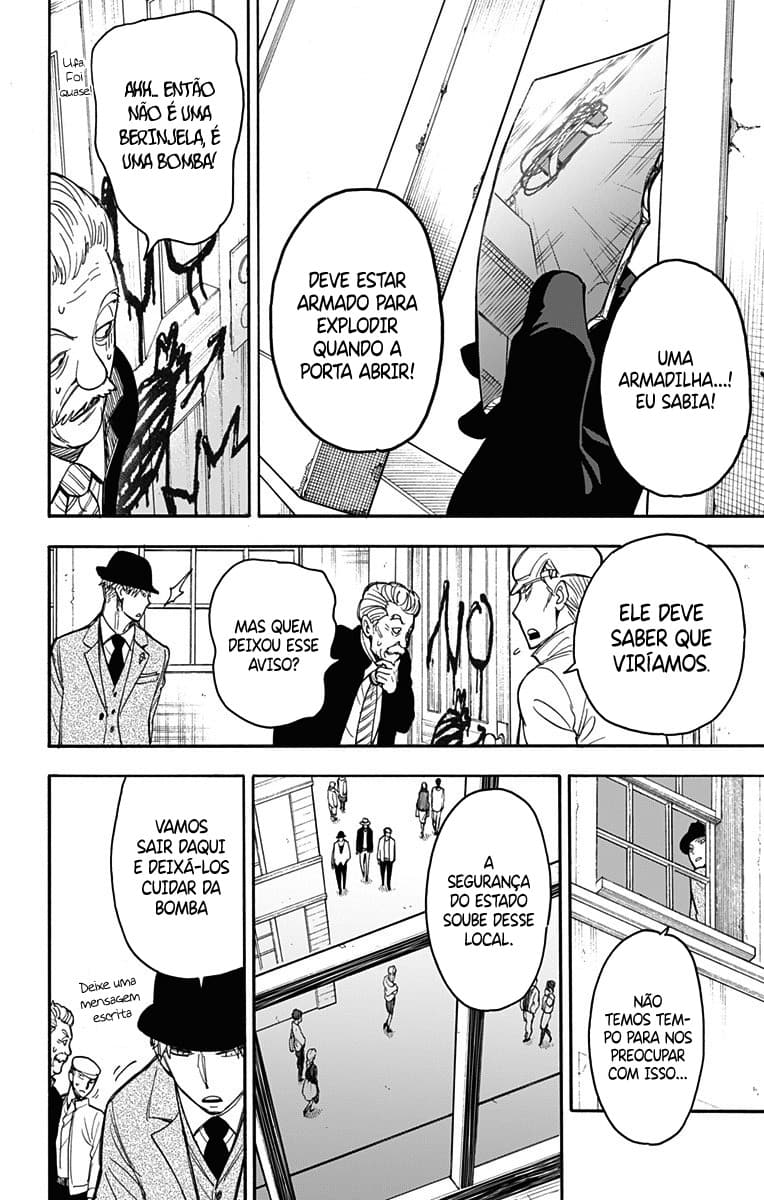 UMA
ARMADILHA...!
EU SABIA!
DEVE ESTAR
ARMADO PARA
EXPLODIR
QUANDO A
PORTA ABRIR!
AHH... ENTÃO
NÃO É UMA
BERINJELA, É
UMA BOMBA!
Ufa
Foi
quase!
ELE DEVE
SABER QUE
VIRÍAMOS.
NO
MAS QUEM
DEIXOU ESSE
AVISO?
NÃO
TEMOS TEM-
PO PARA NOS
PREOCUPAR
COM ISSO...
A
SEGURANÇA
DO ESTADO
SOUBE DESSE
LOCAL.
VAMOS
SAIR DAQUI
E DEIXÁ-LOS
CUIDAR DA
BOMBA
Deixe uma
mensagem
escrita